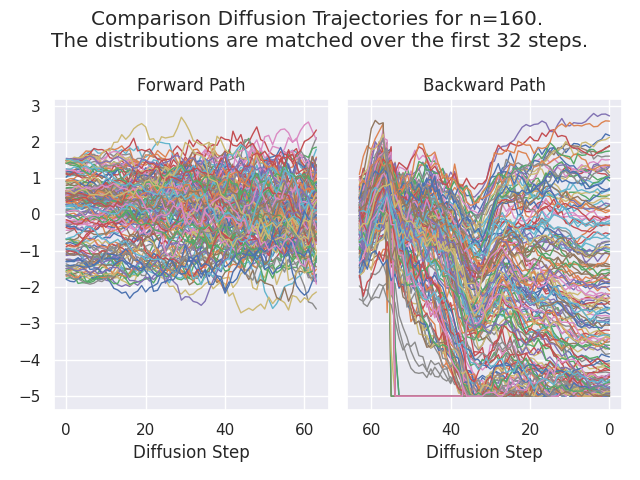 Comparison Diffusion Trajectories for n=160.
The distributions are matched over the first 32 steps.
Forward Path
Backward Path
3
2
1
0
−1
−2
−3
−4
−5
0 20 40 60
60 40 20 0
Diffusion Step
Diffusion Step